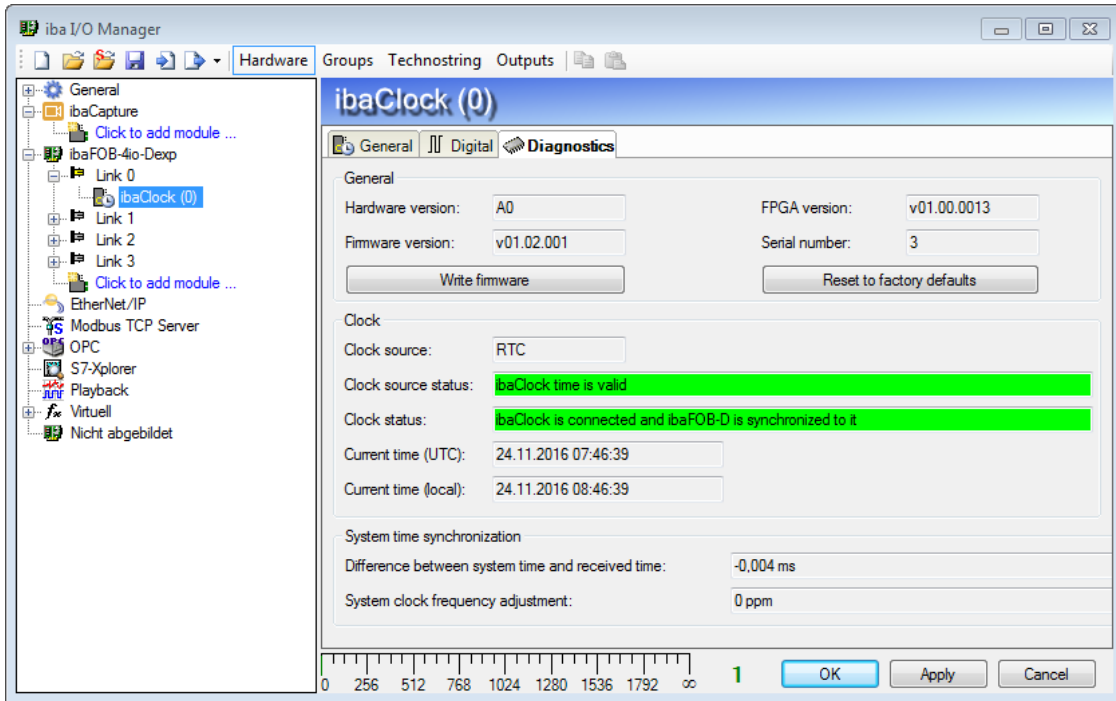 iba I/O Manager
Hardware Groups Technostring Outputs
General
ibaCapture
Click to add module ...
ibaFOB-4io-Dexp
Link 0
ibaClock (0)
Link 1
Link 2
Link 3
Click to add module ...
EtherNet/IP
Modbus TCP Server
OPC
S7-Xplorer
Playback
Virtuell
Nicht abgebildet
ibaClock (0)
General Digital Diagnostics
General
Hardware version: A0 FPGA version: v01.00.0013
Firmware version: v01.02.001 Serial number: 3
Write firmware Reset to factory defaults
Clock
Clock source: RTC
Clock source status: ibaClock time is valid
Clock status: ibaClock is connected and ibaFOB-D is synchronized to it
Current time (UTC): 24.11.2016 07:46:39
Current time (local): 24.11.2016 08:46:39
System time synchronization
Difference between system time and received time: -0,004 ms
System clock frequency adjustment: 0 ppm
0 256 512 768 1024 1280 1536 1792 ∞ 1 OK Apply Cancel